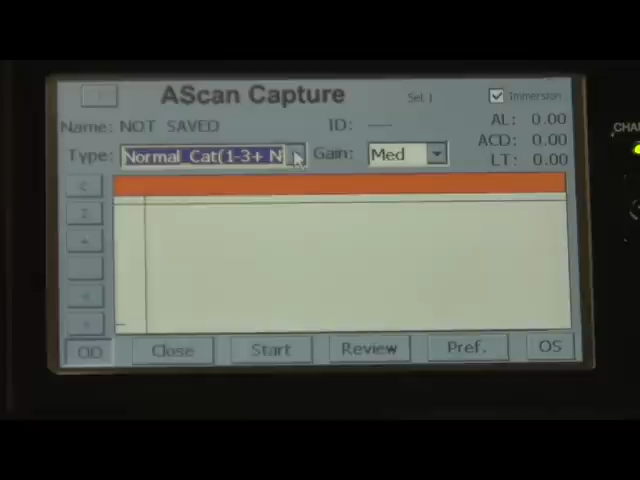 AScan Capture
Set 1
Immersion
Name: NOT SAVED
ID: ---
AL: 0.00
ACD: 0.00
LT: 0.00
Type: Normal Cat(1-3+ N
Gain: Med
OD
Close
Start
Review
Pref.
OS
CHA